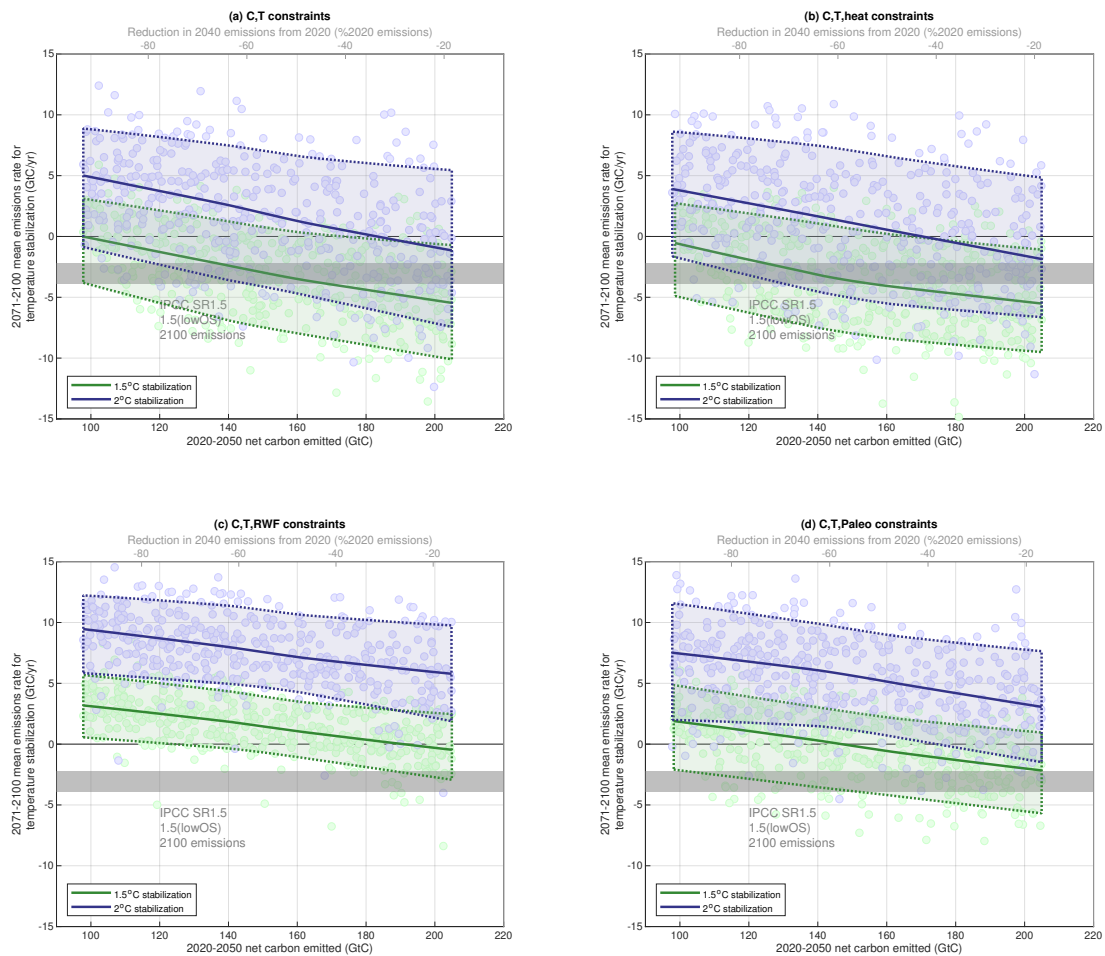 (a) C,T constraints
Reduction in 2040 emissions from 2020 (%2020 emissions)
-80 -60 -40 -20
15
10
5
0
-5
-10
-15
2071-2100 mean emissions rate for
temperature stabilization (GtC/yr)
IPCC SR1.5
1.5(lowOS)
2100 emissions
1.5°C stabilization
2°C stabilization
100 120 140 160 180 200 220
2020-2050 net carbon emitted (GtC)
(b) C,T,heat constraints
Reduction in 2040 emissions from 2020 (%2020 emissions)
-80 -60 -40 -20
15
10
5
0
-5
-10
-15
2071-2100 mean emissions rate for
temperature stabilization (GtC/yr)
IPCC SR1.5
1.5(lowOS)
2100 emissions
1.5°C stabilization
2°C stabilization
100 120 140 160 180 200 220
2020-2050 net carbon emitted (GtC)
(c) C,T,RWF constraints
Reduction in 2040 emissions from 2020 (%2020 emissions)
-80 -60 -40 -20
15
10
5
0
-5
-10
-15
2071-2100 mean emissions rate for
temperature stabilization (GtC/yr)
IPCC SR1.5
1.5(lowOS)
2100 emissions
1.5°C stabilization
2°C stabilization
100 120 140 160 180 200 220
2020-2050 net carbon emitted (GtC)
(d) C,T,Paleo constraints
Reduction in 2040 emissions from 2020 (%2020 emissions)
-80 -60 -40 -20
15
10
5
0
-5
-10
-15
2071-2100 mean emissions rate for
temperature stabilization (GtC/yr)
IPCC SR1.5
1.5(lowOS)
2100 emissions
1.5°C stabilization
2°C stabilization
100 120 140 160 180 200 220
2020-2050 net carbon emitted (GtC)